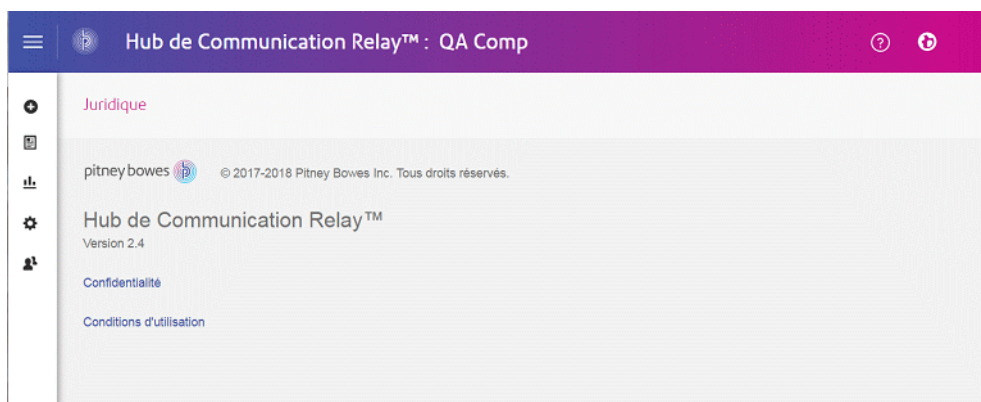 Hub de Communication Relay™ : QA Comp
Juridique
pitney bowes © 2017-2018 Pitney Bowes Inc. Tous droits réservés.
Hub de Communication Relay™
Version 2.4
Confidentialité
Conditions d'utilisation